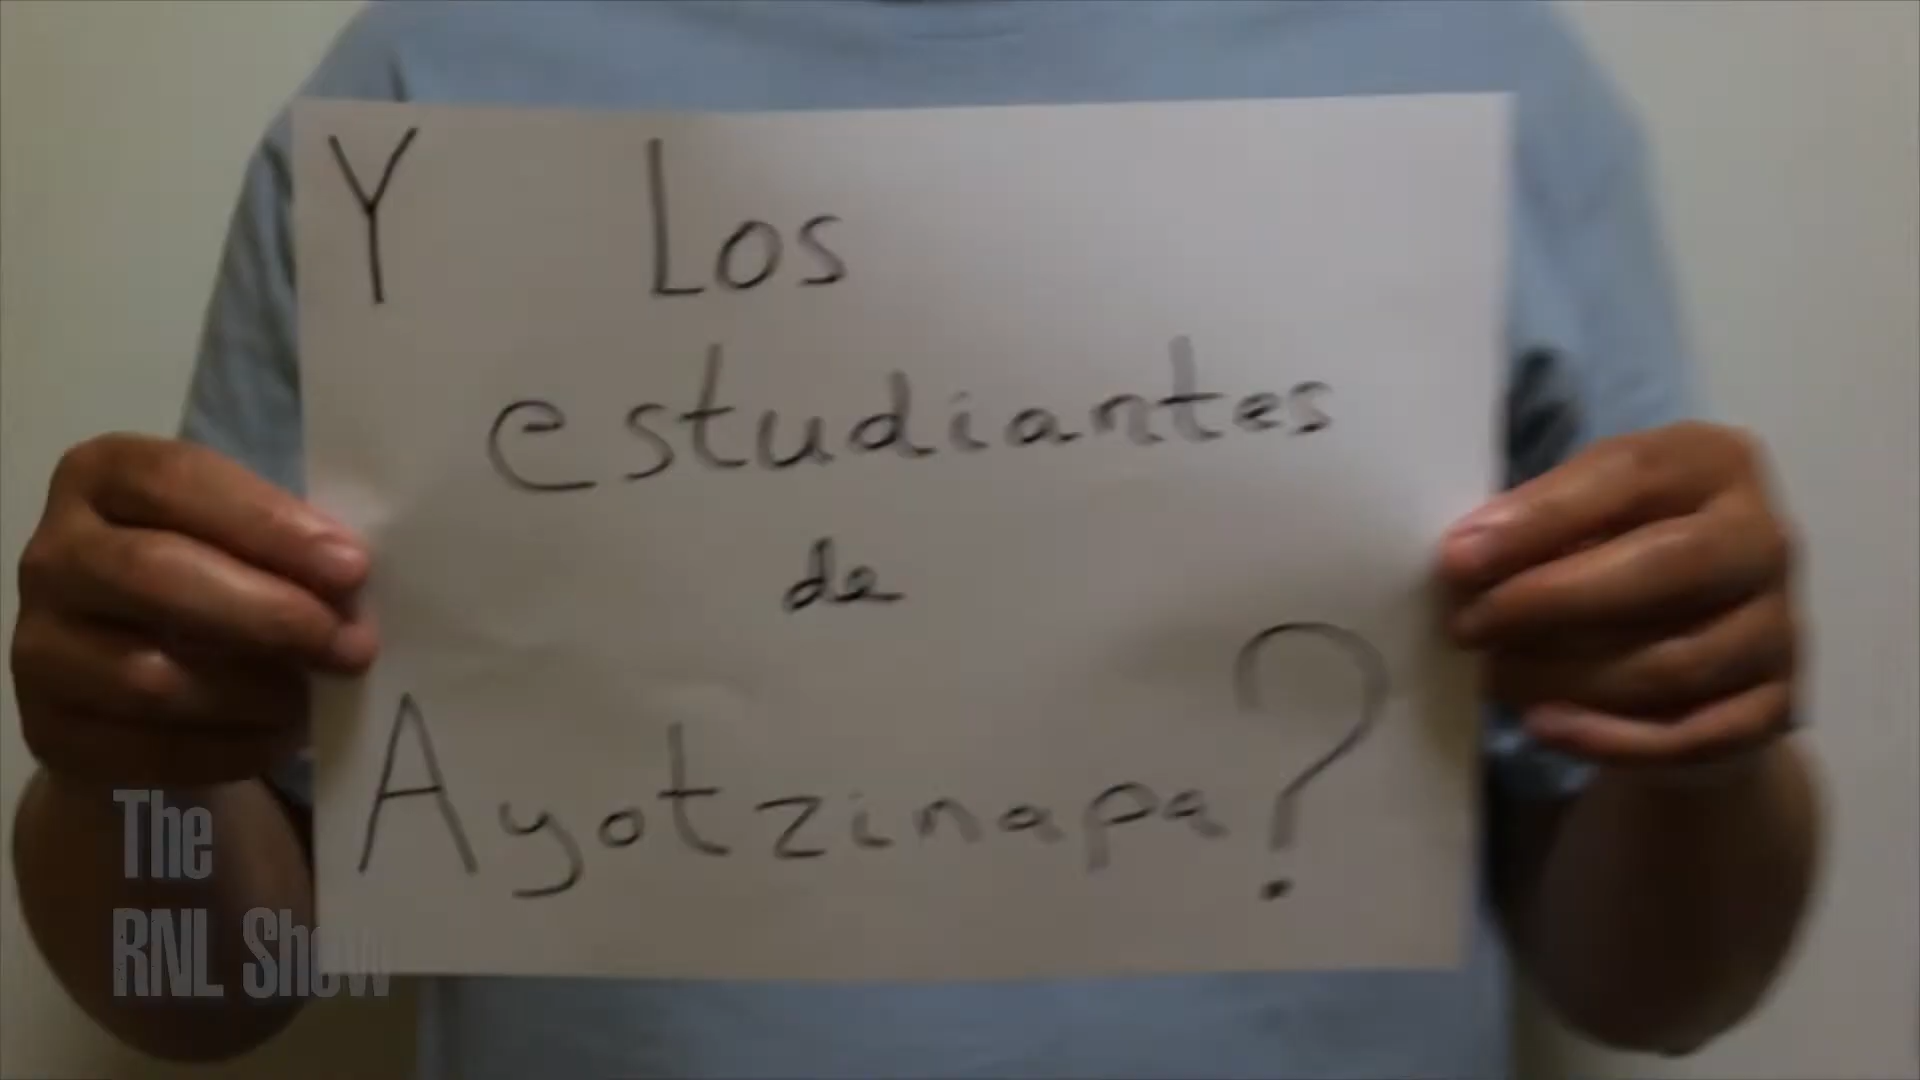 Y Los
estudiantes
de
Ayotzinapa?
The
RNL Show